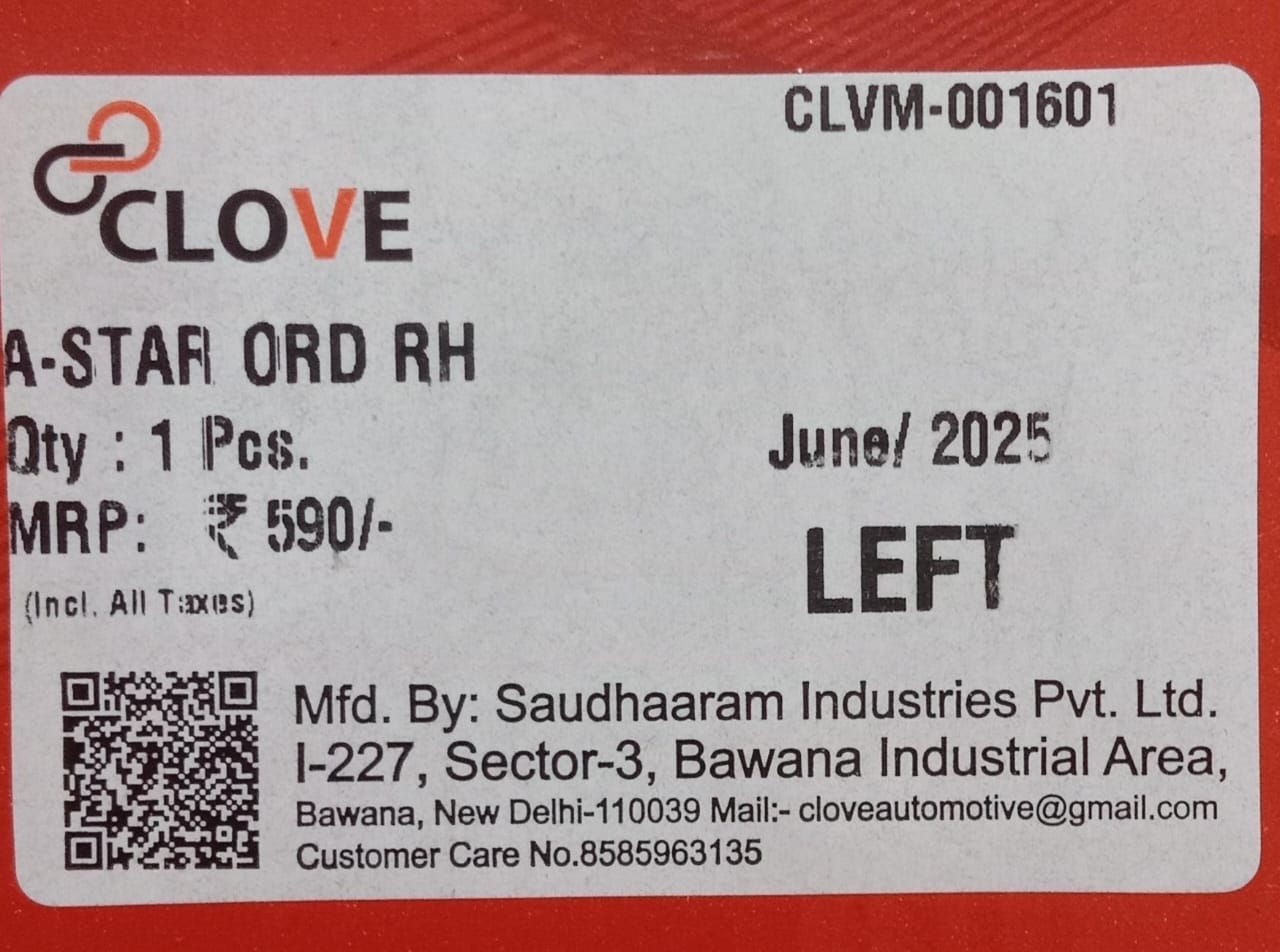 CLVM-001601
CLOVE
A-STAR ORD RH
Qty : 1 Pcs.
June/ 2025
MRP: ₹ 590/-
LEFT
(Incl. All Taxes)
Mfd. By: Saudhaaram Industries Pvt. Ltd.
I-227, Sector-3, Bawana Industrial Area,
Bawana, New Delhi-110039 Mail:- cloveautomotive@gmail.com
Customer Care No.8585963135